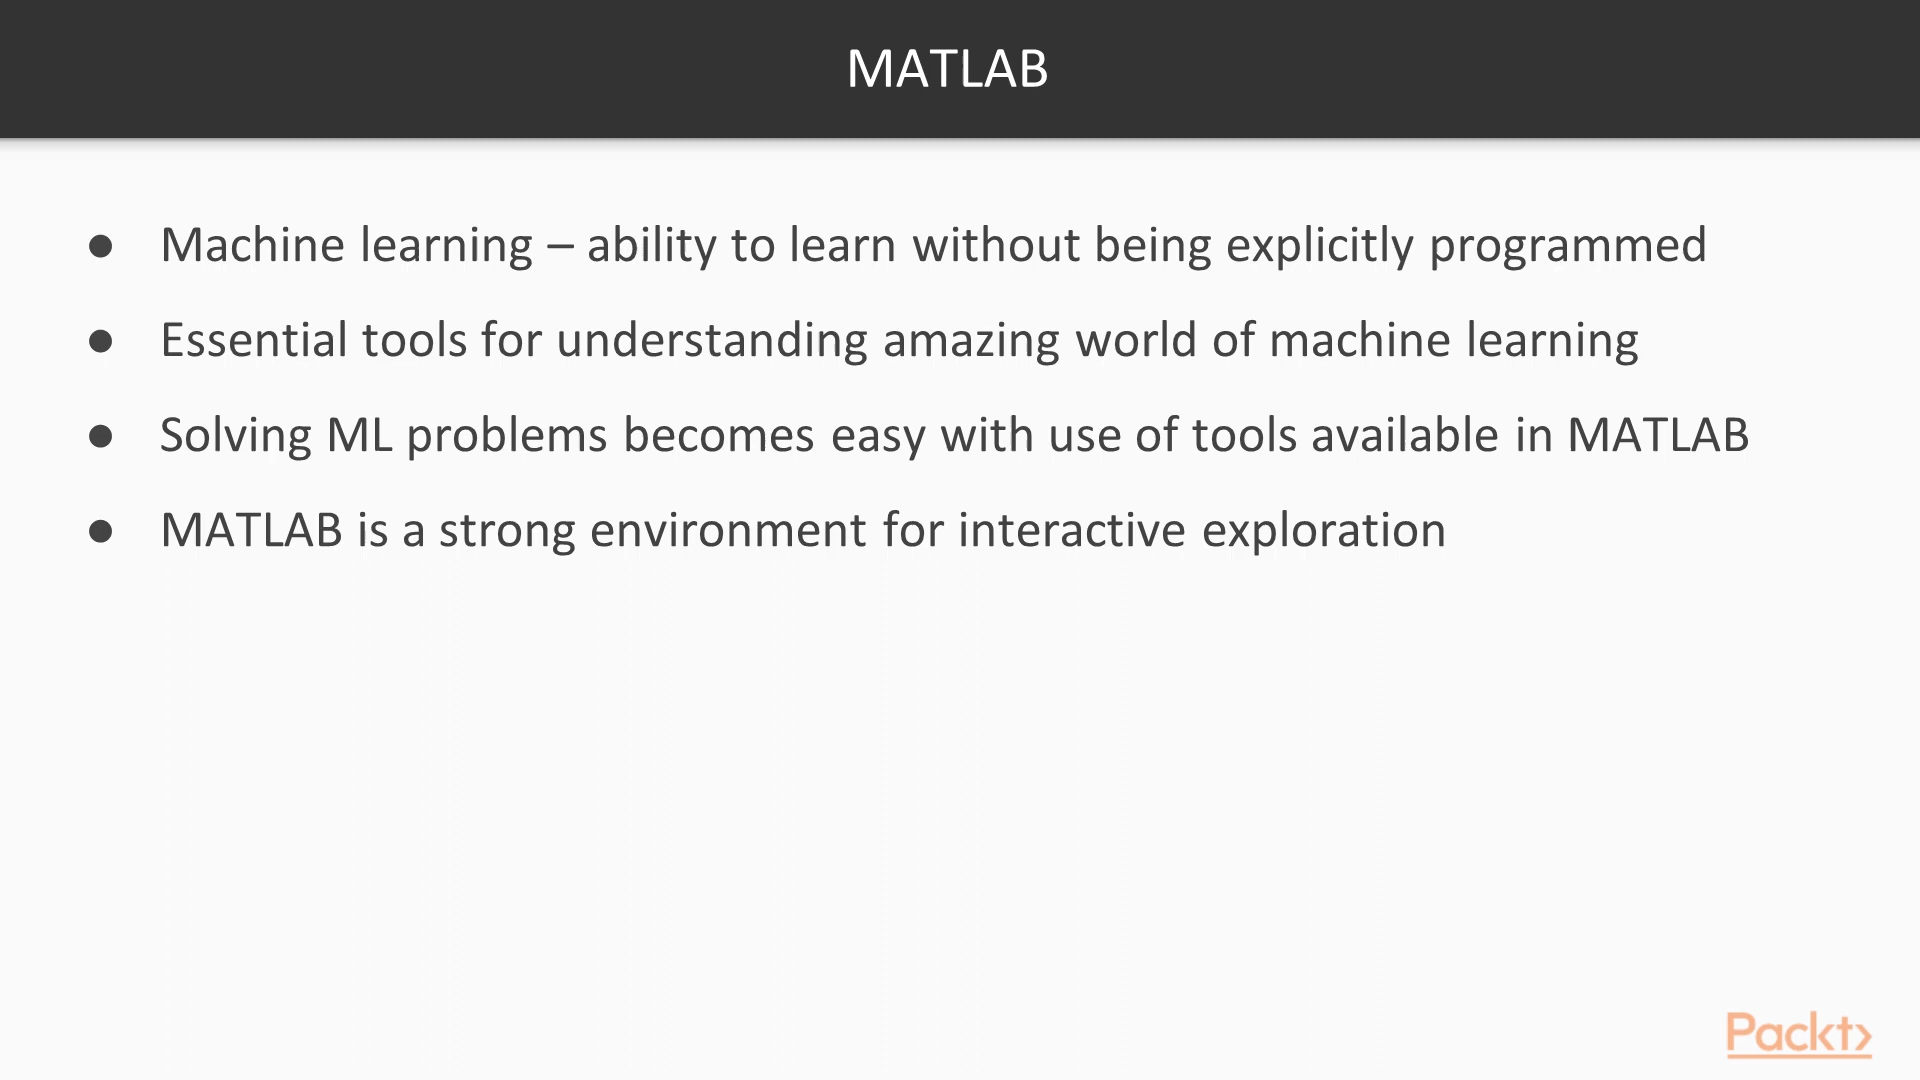 MATLAB
● Machine learning – ability to learn without being explicitly programmed
● Essential tools for understanding amazing world of machine learning
● Solving ML problems becomes easy with use of tools available in MATLAB
● MATLAB is a strong environment for interactive exploration
Packt>